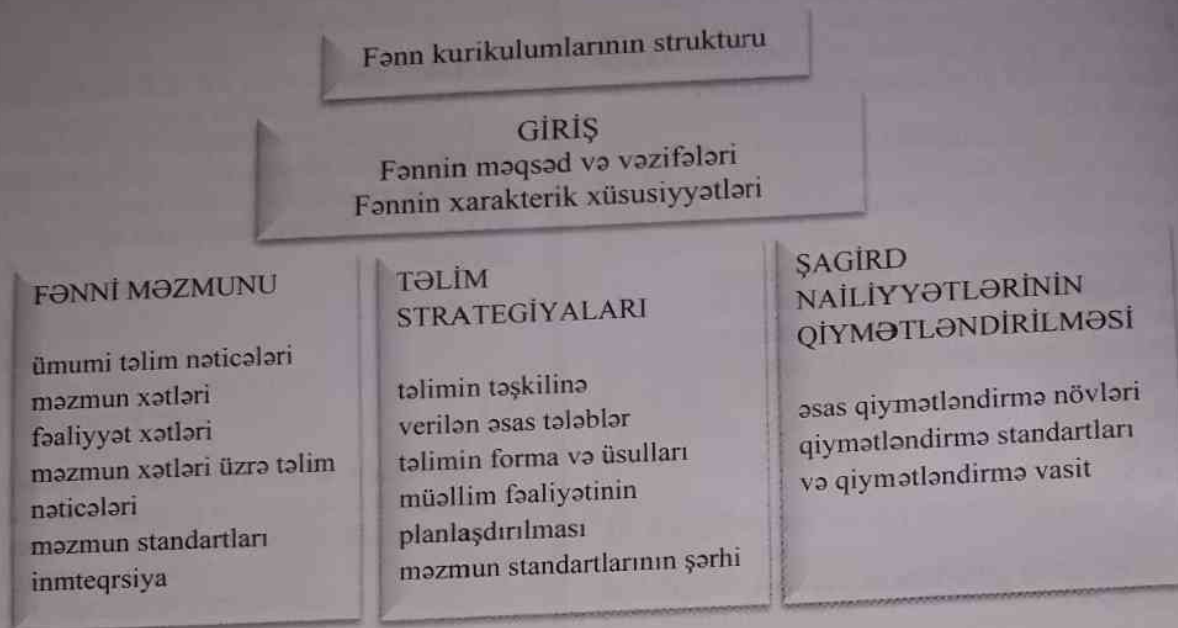 Fənn kurikulumlarının strukturu
GİRİŞ
Fənnin məqsəd və vəzifələri
Fənnin xarakterik xüsusiyyətləri
FƏNNİ MƏZMUNU
ümumi təlim nəticələri
məzmun xətləri
fəaliyyət xətləri
məzmun xətləri üzrə təlim
nəticələri
məzmun standartları
inmteqrsiya
TƏLİM
STRATEGİYALARI
təlimin təşkilinə
verilən əsas tələblər
təlimin forma və üsulları
müəllim fəaliyətinin
planlaşdırılması
məzmun standartlarının şərhi
ŞAGİRD
NAİLİYYƏTLƏRİNİN
QİYMƏTLƏNDİRİLMƏSİ
əsas qiymətləndirmə növləri
qiymətləndirmə standartları
və qiymətləndirmə vasit